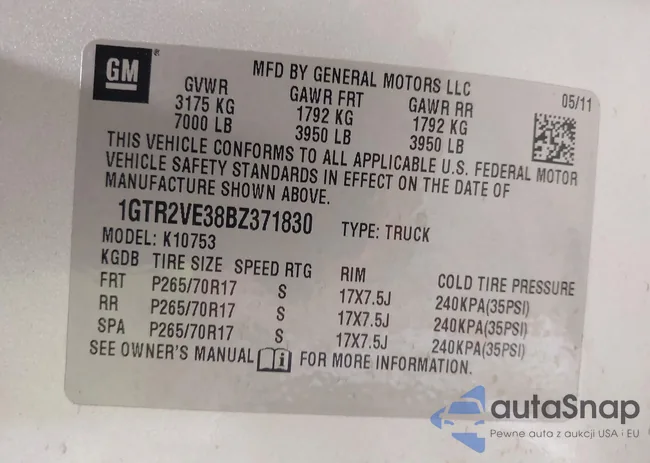 GM®
MFD BY GENERAL MOTORS LLC
05/11
GVWR GAWR FRT GAWR RR
3175 KG 1792 KG 1792 KG
7000 LB 3950 LB 3950 LB
THIS VEHICLE CONFORMS TO ALL APPLICABLE U.S. FEDERAL MOTOR
VEHICLE SAFETY STANDARDS IN EFFECT ON THE DATE OF
MANUFACTURE SHOWN ABOVE.
1GTR2VE38BZ371830 TYPE: TRUCK
MODEL: K10753
KGDB TIRE SIZE SPEED RTG RIM COLD TIRE PRESSURE
FRT P265/70R17 S 17X7.5J 240KPA(35PSI)
RR P265/70R17 S 17X7.5J 240KPA(35PSI)
SPA P265/70R17 S 17X7.5J 240KPA(35PSI)
SEE OWNER'S MANUAL FOR MORE INFORMATION.
autaSnap
Pewne auta z aukcji USA i EU